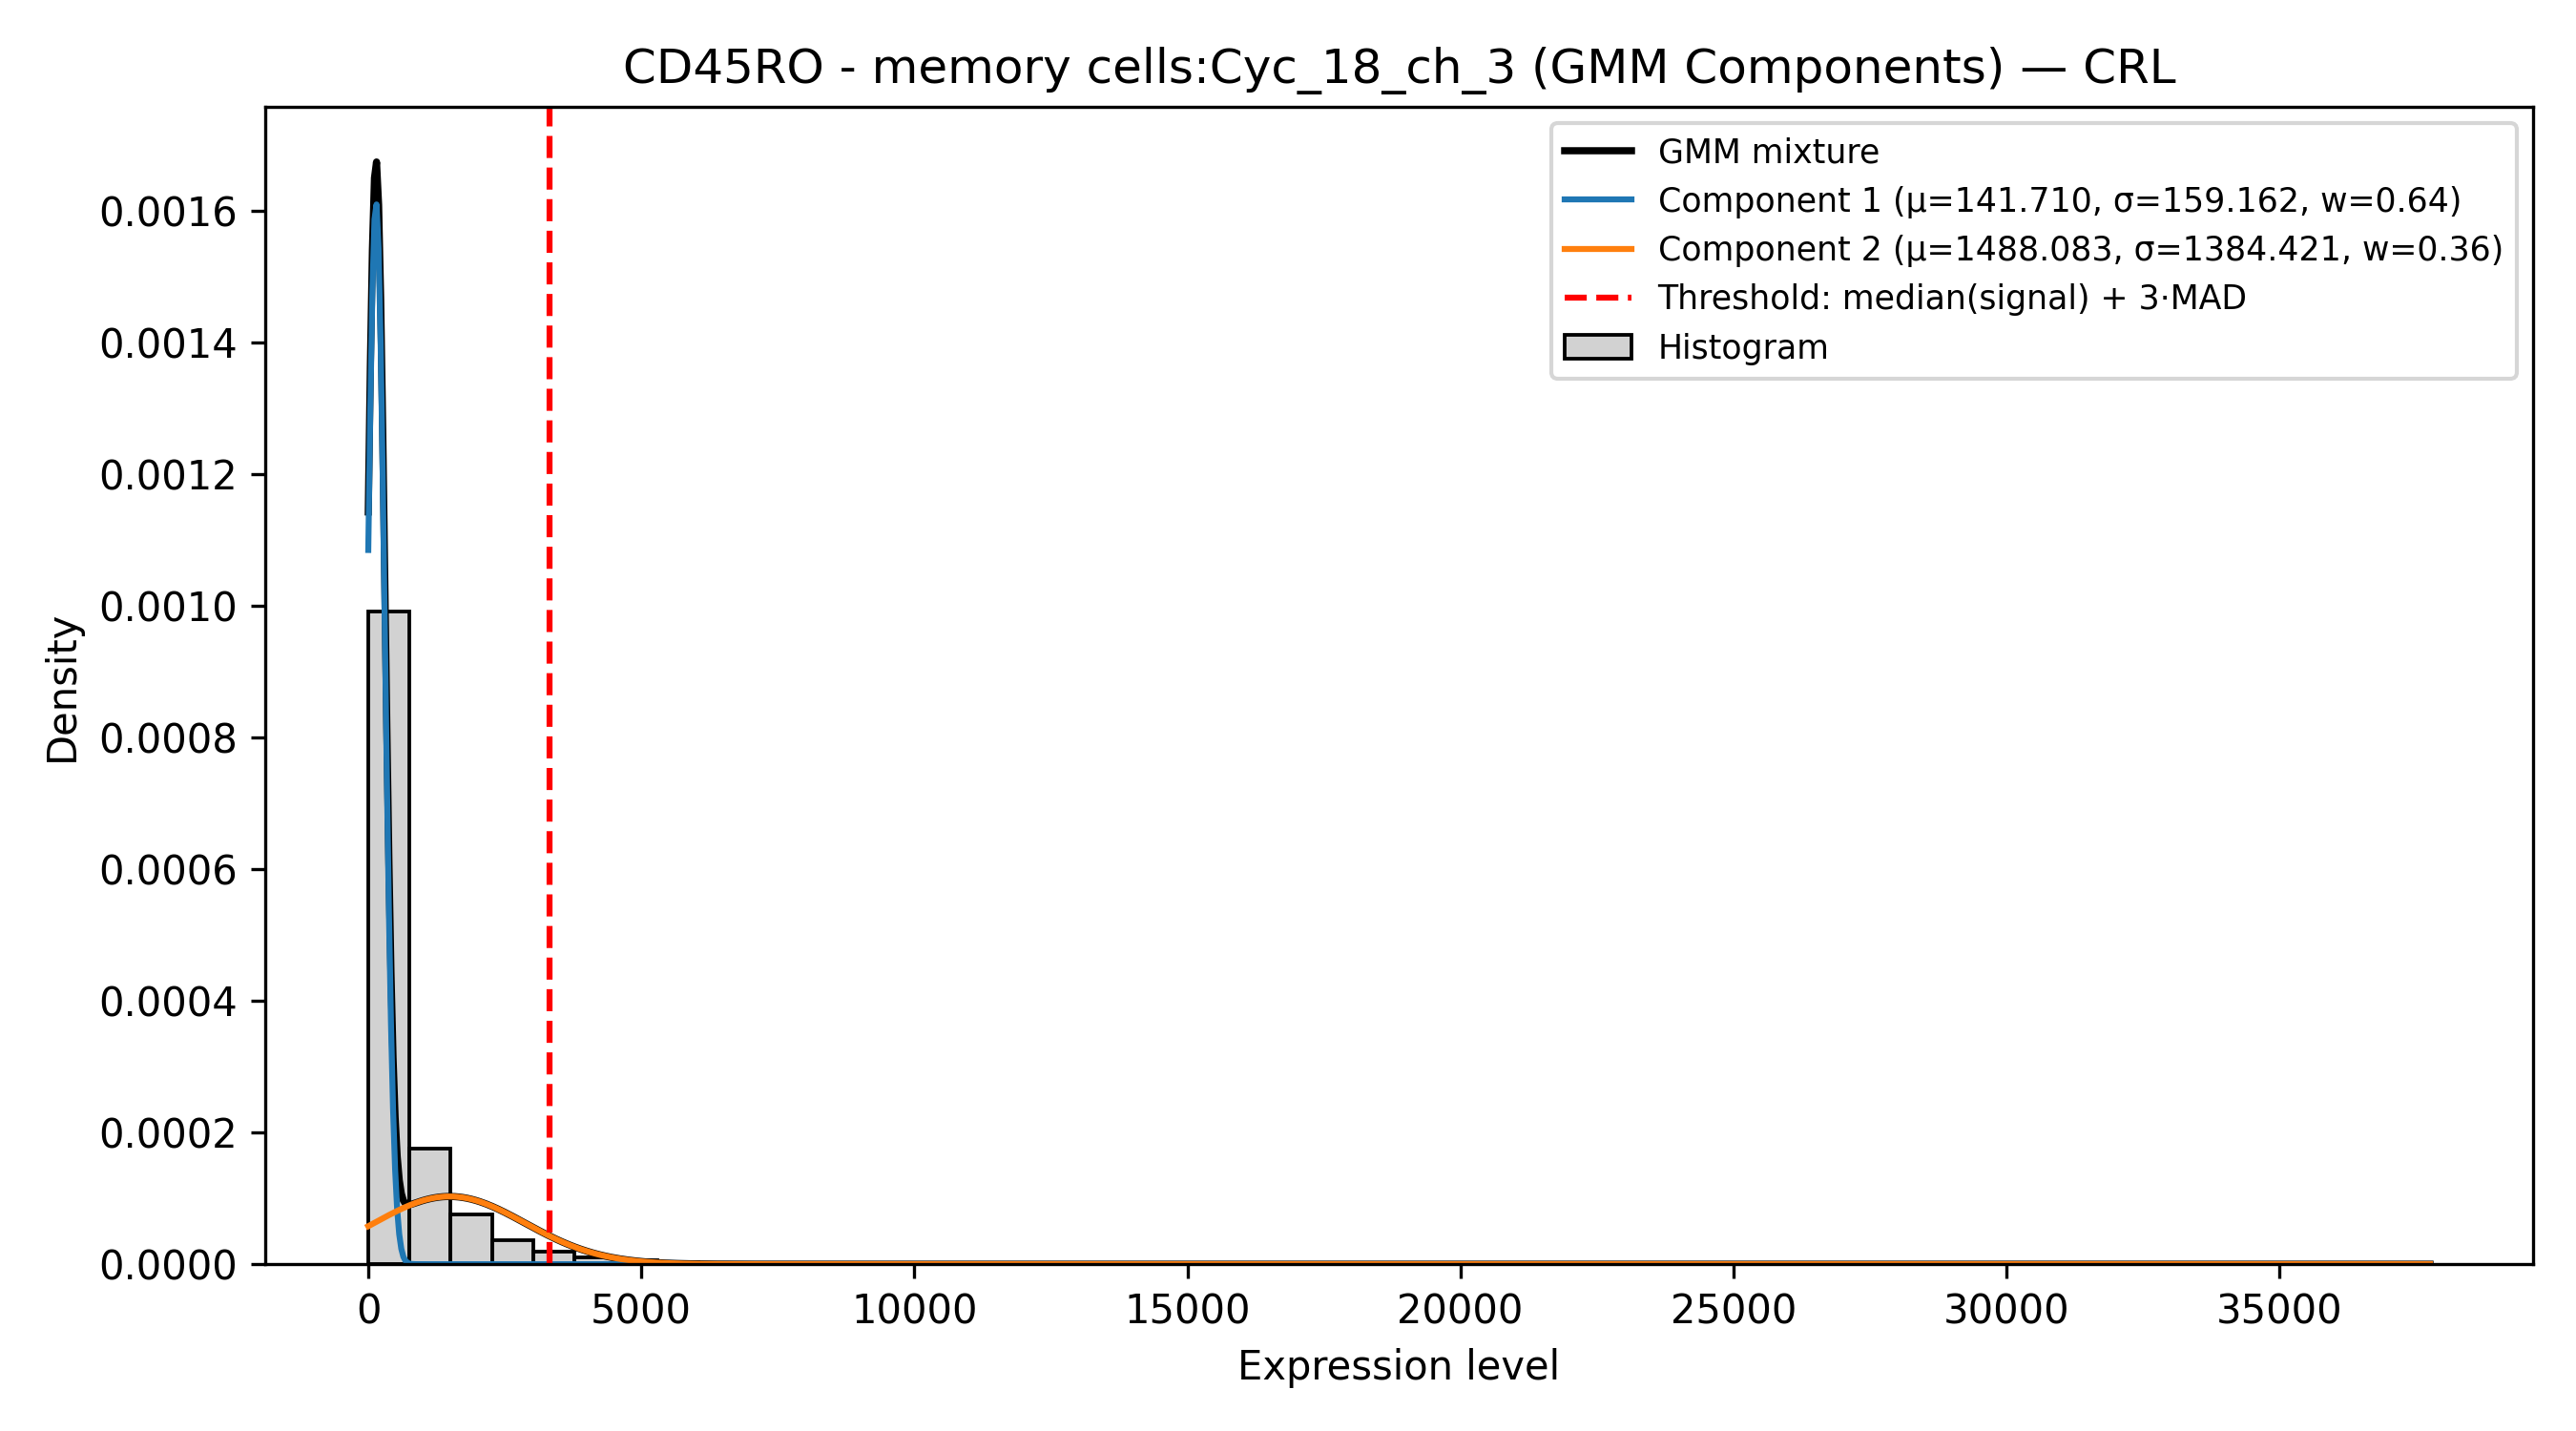 CD45RO - memory cells:Cyc_18_ch_3 (GMM Components) — CRL
GMM mixture
Component 1 (μ=141.710, σ=159.162, w=0.64)
Component 2 (μ=1488.083, σ=1384.421, w=0.36)
Threshold: median(signal) + 3·MAD
Histogram
Density
0.0016
0.0014
0.0012
0.0010
0.0008
0.0006
0.0004
0.0002
0.0000
0 5000 10000 15000 20000 25000 30000 35000
Expression level